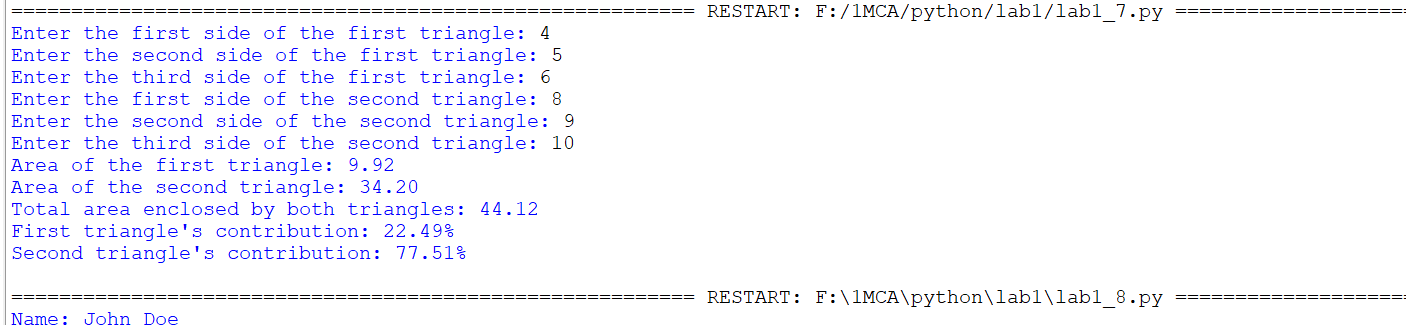 ========================================================= RESTART: F:/1MCA/python/lab1/lab1_7.py ====================
Enter the first side of the first triangle: 4
Enter the second side of the first triangle: 5
Enter the third side of the first triangle: 6
Enter the first side of the second triangle: 8
Enter the second side of the second triangle: 9
Enter the third side of the second triangle: 10
Area of the first triangle: 9.92
Area of the second triangle: 34.20
Total area enclosed by both triangles: 44.12
First triangle's contribution: 22.49%
Second triangle's contribution: 77.51%
========================================================= RESTART: F:\1MCA\python\lab1\lab1_8.py ====================
Name: John Doe